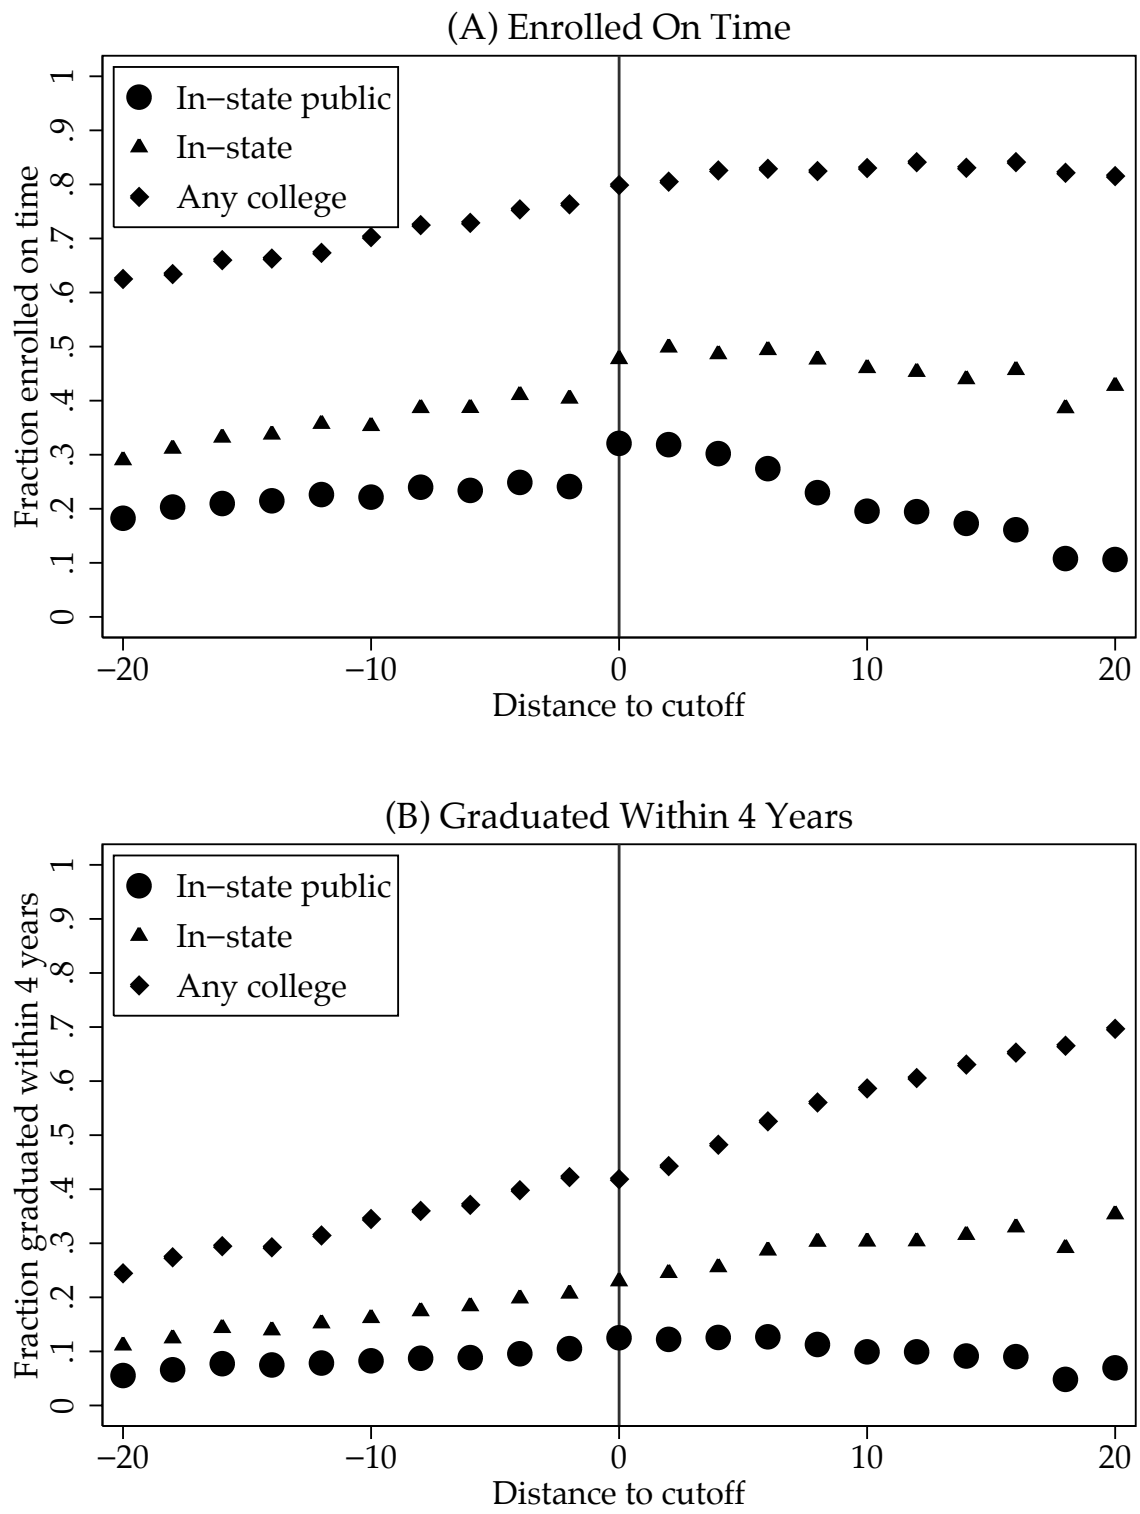 (A) Enrolled On Time
In−state public
In−state
Any college
Fraction enrolled on time
1
.9
.8
.7
.6
.5
.4
.3
.2
.1
0
−20 −10 0 10 20
Distance to cutoff
(B) Graduated Within 4 Years
In−state public
In−state
Any college
Fraction graduated within 4 years
1
.9
.8
.7
.6
.5
.4
.3
.2
.1
0
−20 −10 0 10 20
Distance to cutoff